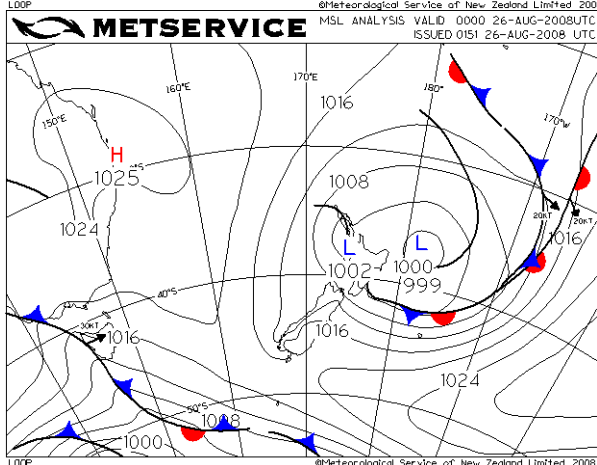 LOOP
©Meteorological Service of New Zealand Limited 200
METSERVICE
MSL ANALYSIS VALID 0000 26-AUG-2008UTC
ISSUED 0151 26-AUG-2008 UTC
150°E
160°E
170°E
180°
170°W
1016
H
1025
1008
1024
L
1002
L
1000
999
20KT
20KT
1016
40°S
30KT
1016
1016
1024
50°S
1008
1000
LOOP
©Meteorological Service of New Zealand Limited 2008